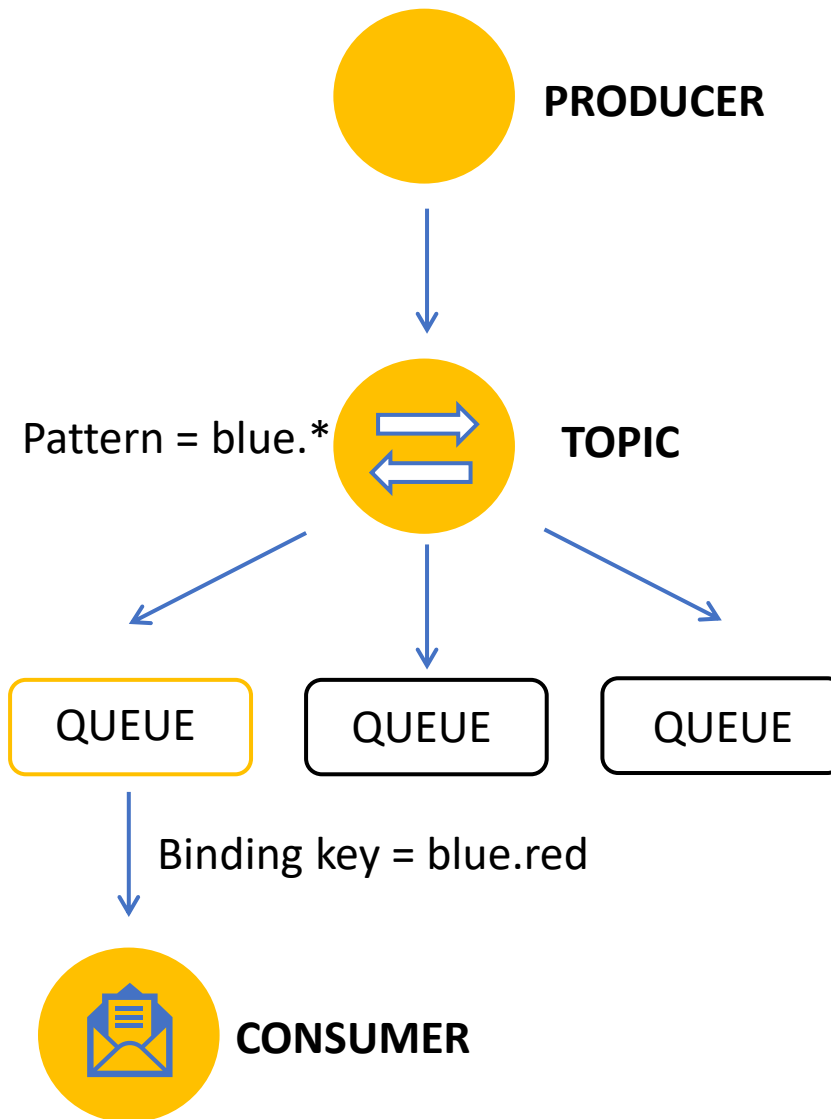 PRODUCER
Pattern = blue.*
TOPIC
QUEUE
QUEUE
QUEUE
Binding key = blue.red
CONSUMER